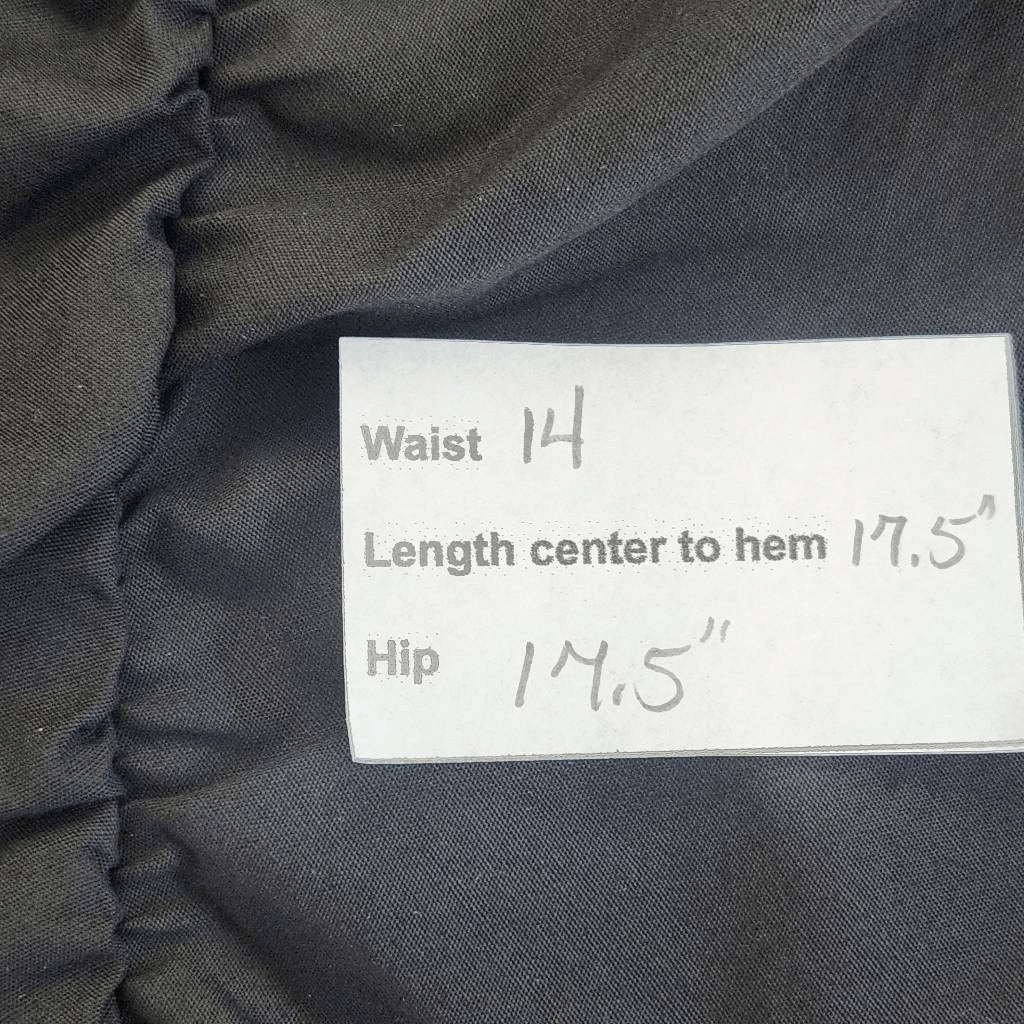 Waist 14
Length center to hem 17.5"
Hip 17.5"